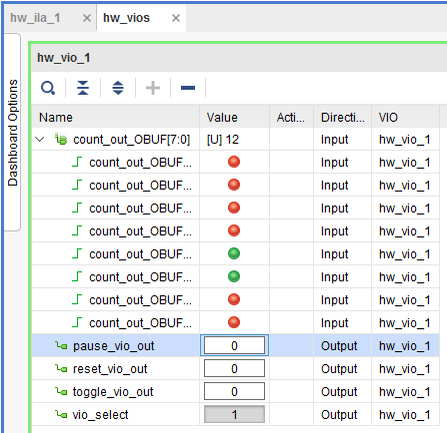 hw_ila_1 × hw_vios ×
Dashboard Options
hw_vio_1
Name Value Acti... Directi... VIO
count_out_OBUF[7:0] [U] 12 Input hw_vio_1
count_out_OBUF... Input hw_vio_1
count_out_OBUF... Input hw_vio_1
count_out_OBUF... Input hw_vio_1
count_out_OBUF... Input hw_vio_1
count_out_OBUF... Input hw_vio_1
count_out_OBUF... Input hw_vio_1
count_out_OBUF... Input hw_vio_1
count_out_OBUF... Input hw_vio_1
pause_vio_out 0 Output hw_vio_1
reset_vio_out 0 Output hw_vio_1
toggle_vio_out 0 Output hw_vio_1
vio_select 1 Output hw_vio_1